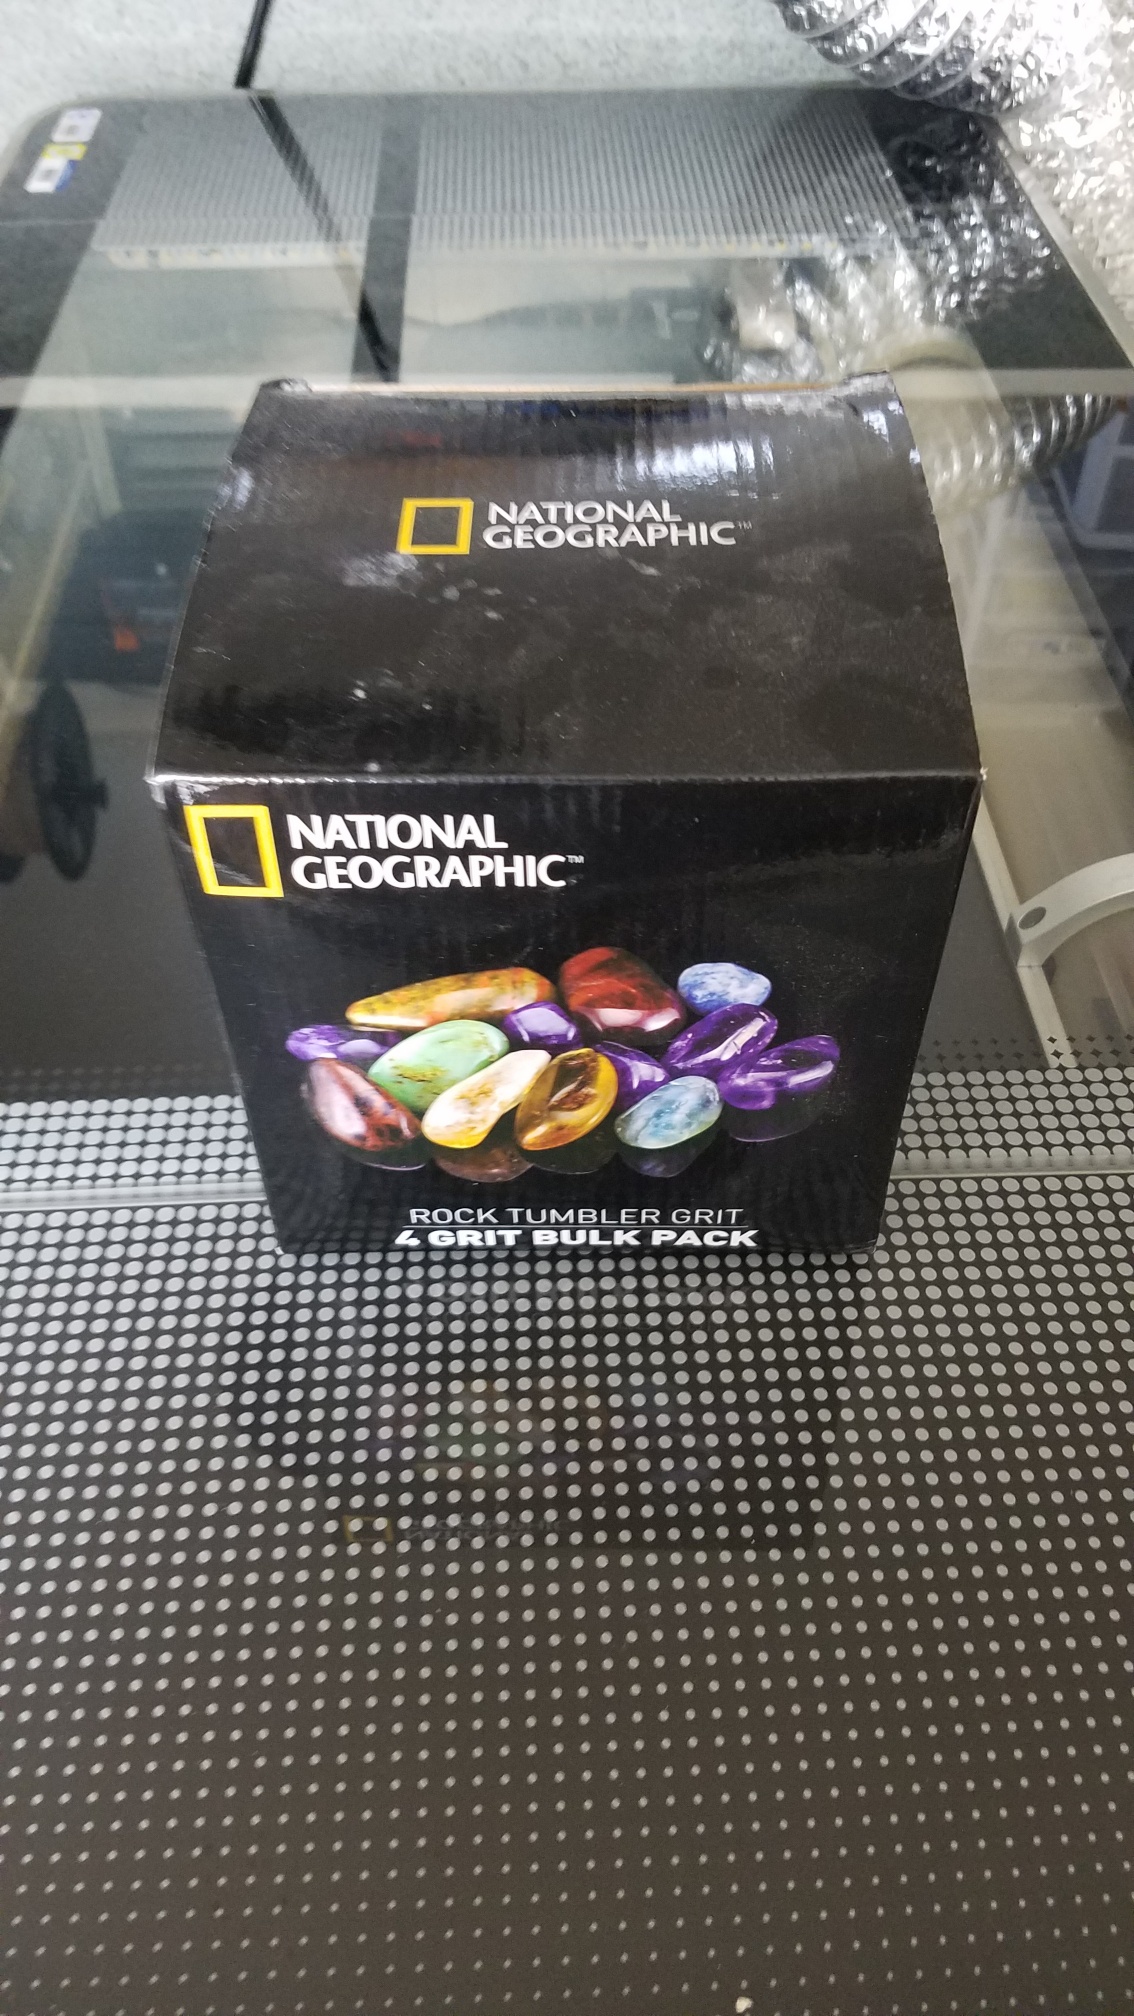 NATIONAL
GEOGRAPHIC™
NATIONAL
GEOGRAPHIC™
ROCK TUMBLER GRIT
4 GRIT BULK PACK